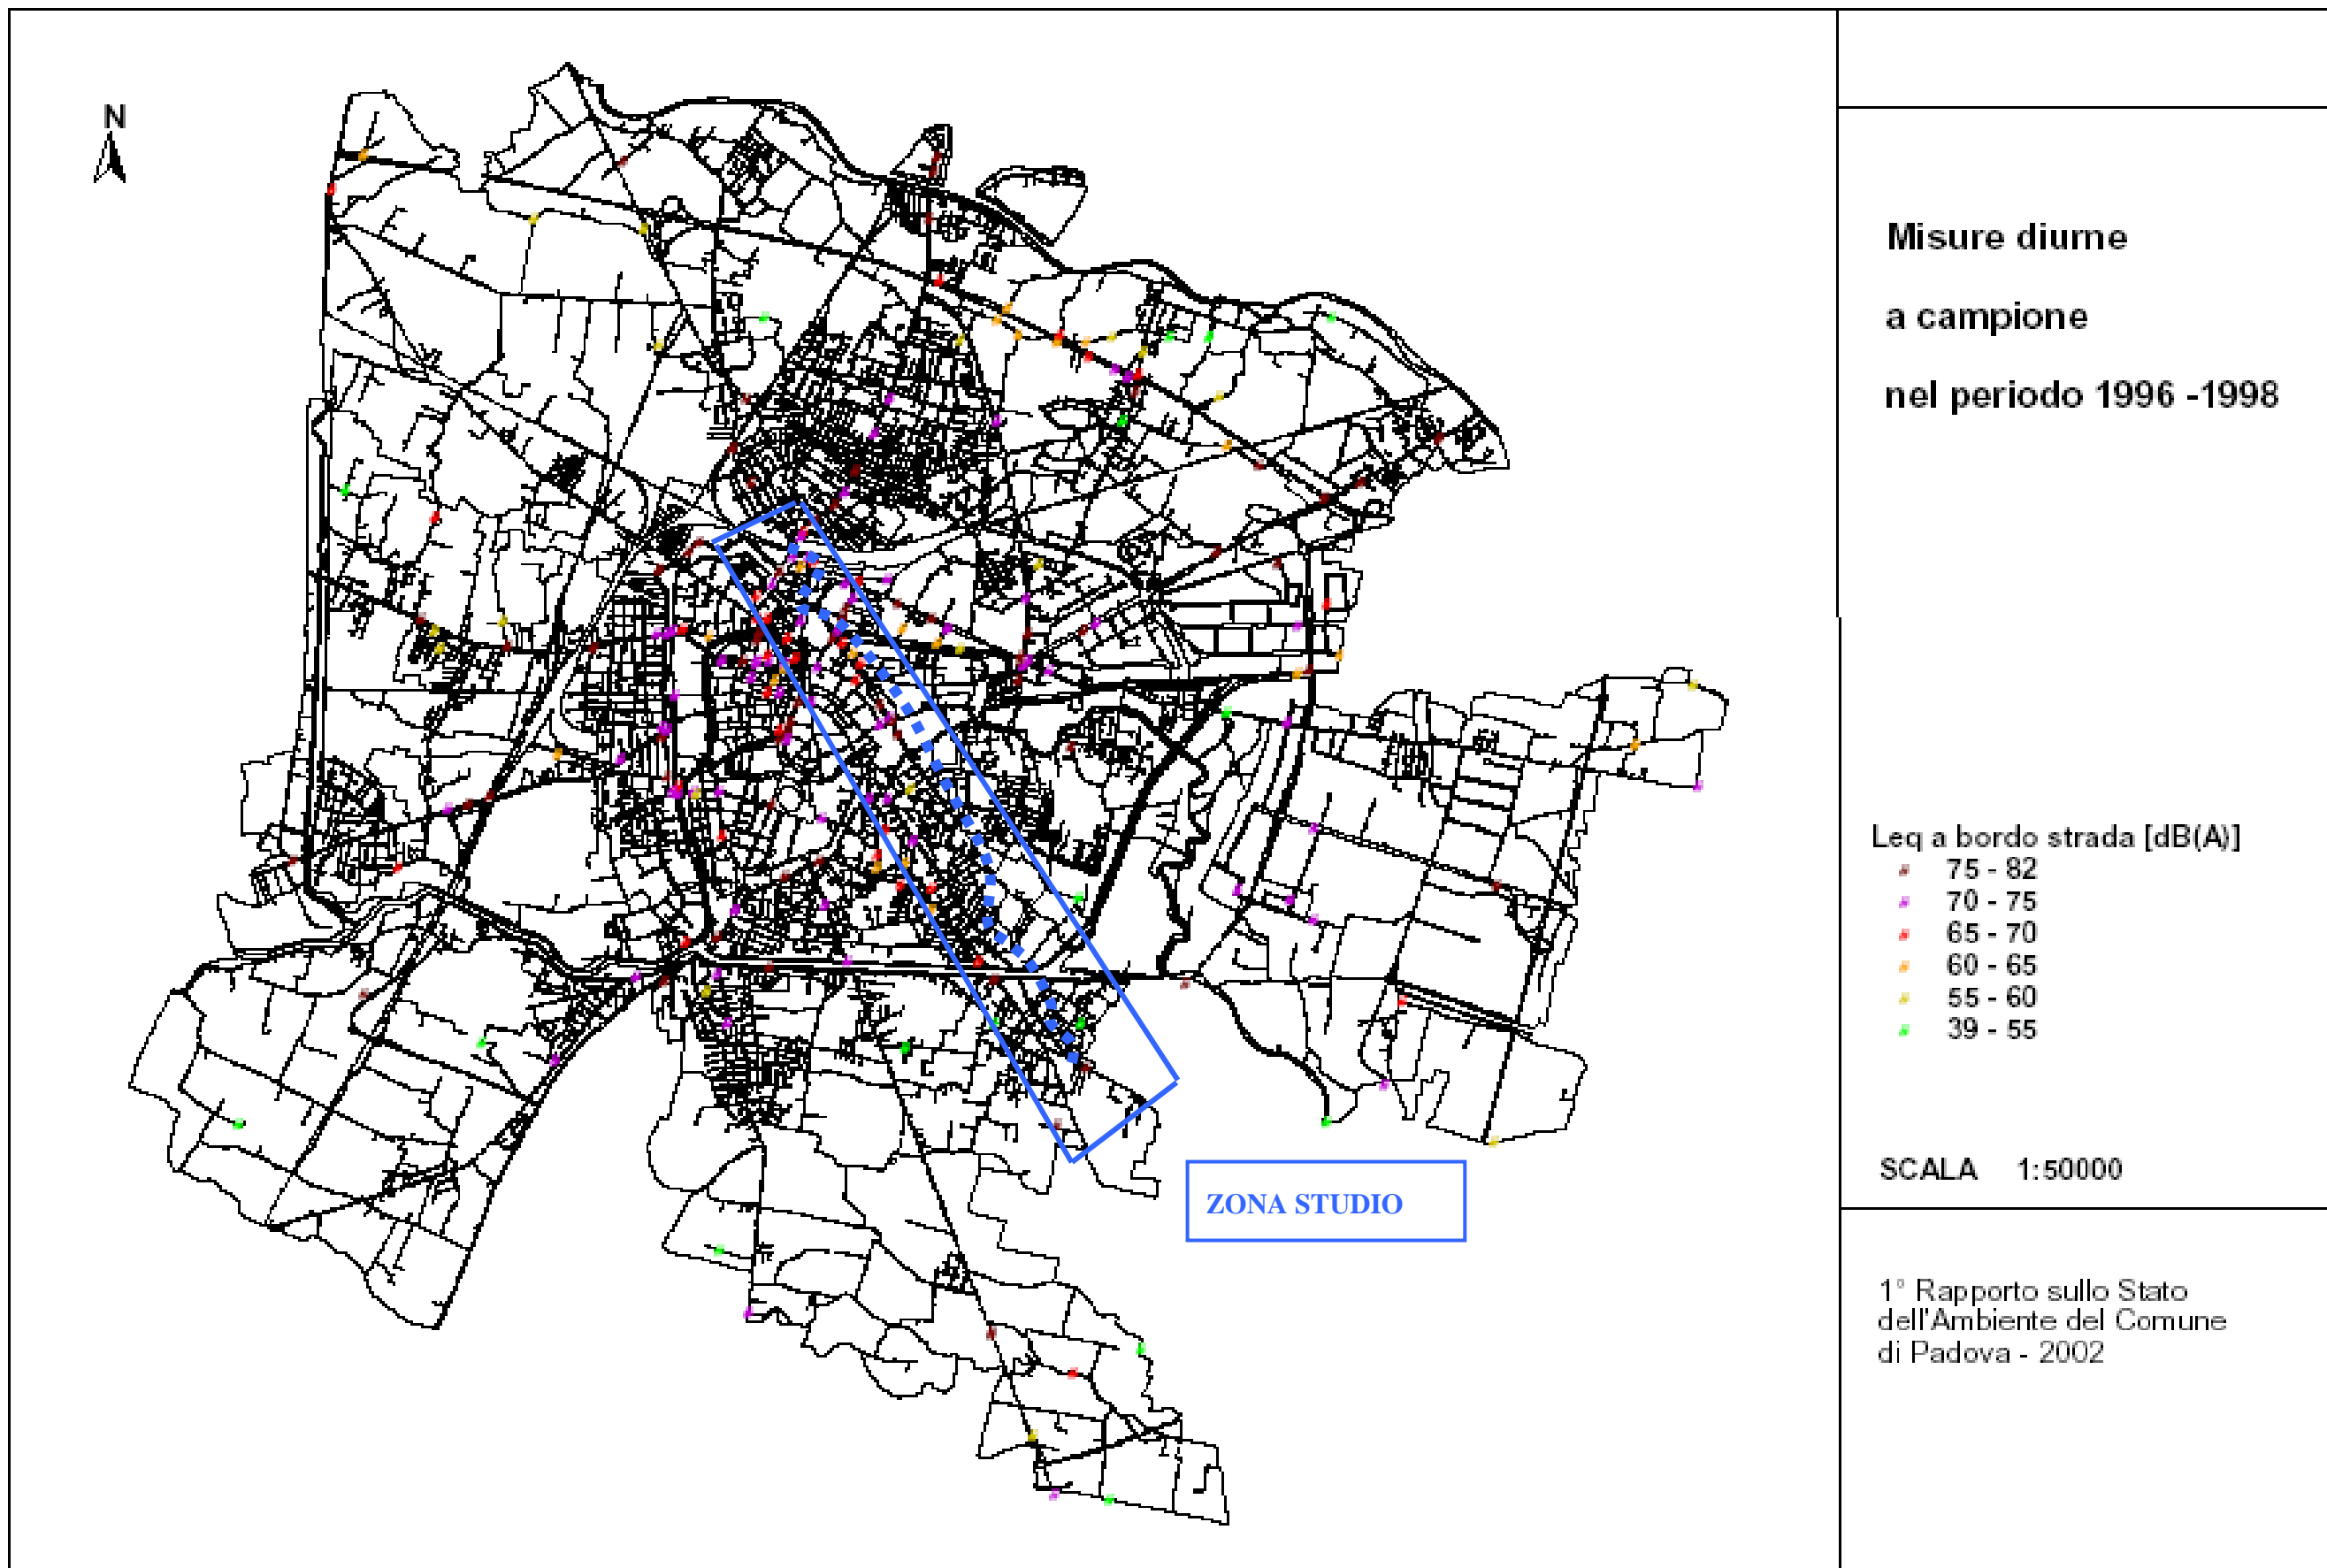 N
Misure diurne
a campione
nel periodo 1996 -1998
Leq a bordo strada [dB(A)]
75 - 82
70 - 75
65 - 70
60 - 65
55 - 60
39 - 55
SCALA 1:50000
ZONA STUDIO
1° Rapporto sullo Stato
dell'Ambiente del Comune
di Padova - 2002